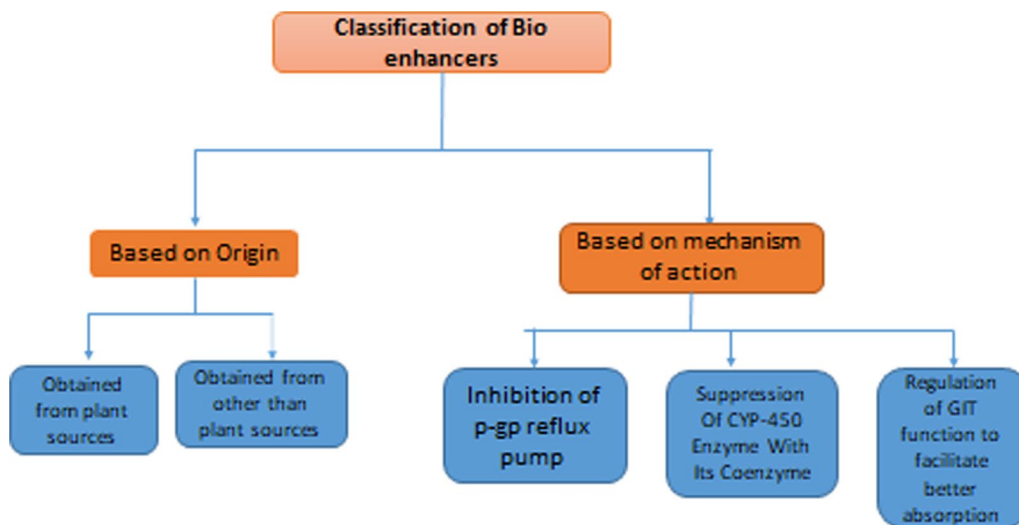 Classification of Bio
enhancers
Based on Origin
Based on mechanism
of action
Obtained
from plant
sources
Obtained from
other than
plant sources
Inhibition of
p-gp reflux
pump
Suppression
Of CYP-450
Enzyme With
Its Coenzyme
Regulation
of GIT
function to
facilitate
better
absorption